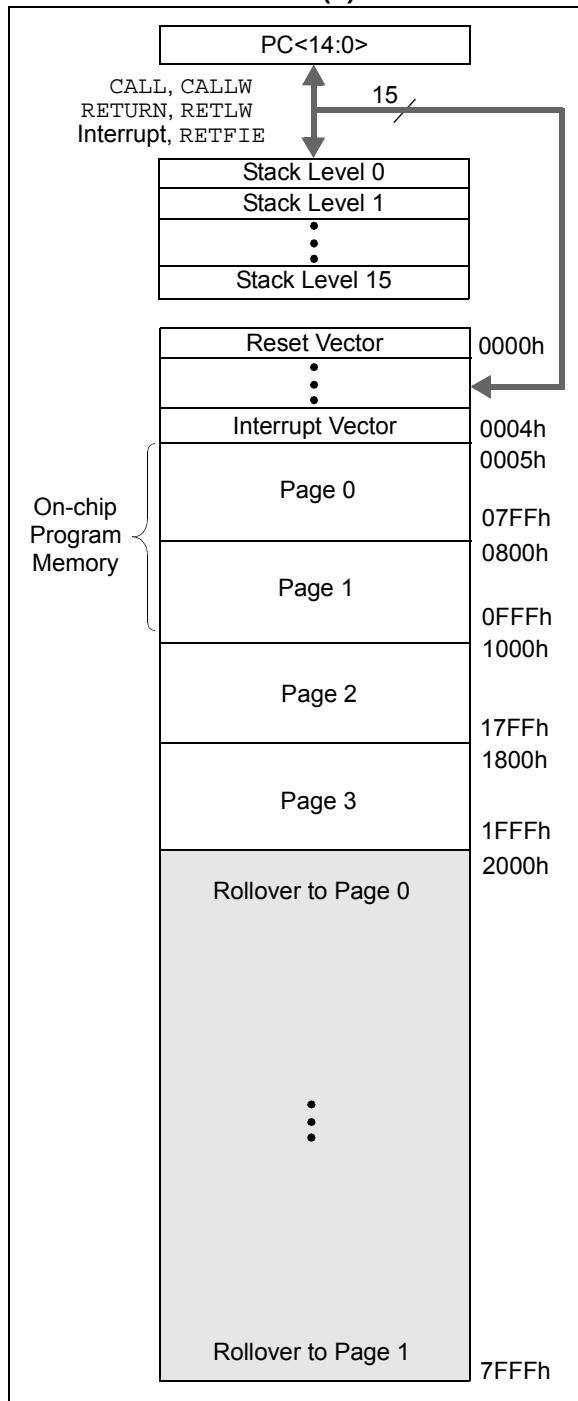 PC<14:0>
CALL, CALLW
RETURN, RETLW
Interrupt, RETFIE
15
Stack Level 0
Stack Level 1
Stack Level 15
Reset Vector
0000h
Interrupt Vector
0004h
0005h
On-chip
Program
Memory
Page 0
07FFh
0800h
Page 1
0FFFh
1000h
Page 2
17FFh
1800h
Page 3
1FFFh
2000h
Rollover to Page 0
Rollover to Page 1
7FFFh